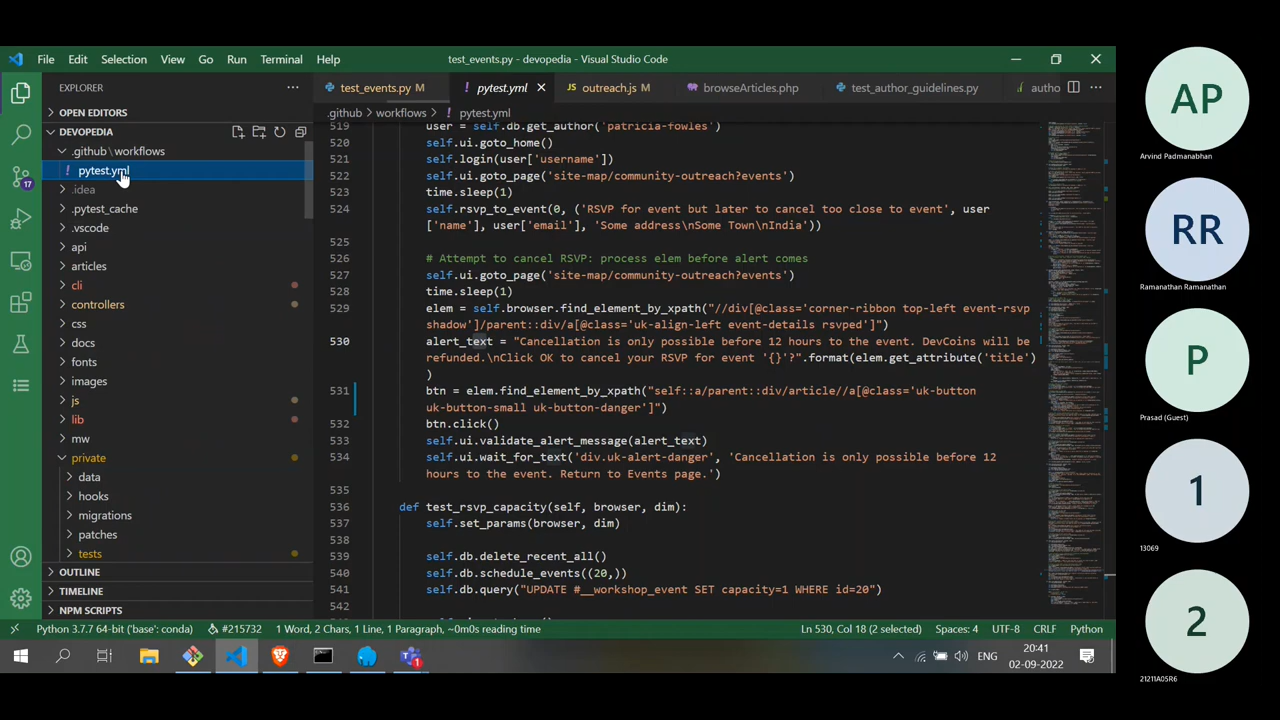 File Edit Selection View Go Run Terminal Help
test_events.py - devopedia - Visual Studio Code
EXPLORER
test_events.py M
pytest.yml
outreach.js M
browseArticles.php
test_author_guidelines.py
autho
OPEN EDITORS
.github > workflows > ! pytest.yml
DEVOPEDIA
.github \ workflows
! pytest.yml
.idea
.pytest_cache
.vscode
api
articles
cli
controllers
css
docs
fonts
images
js
lib
mw
private
data
hooks
migrations
patches
tests
OUTLINE
TIMELINE
NPM SCRIPTS
519 user = self.db.get_author('patricia-fowles')
520 self.ui.goto_home()
521 self.login(user['username'])
522 self.ui.goto_page('site-map/community-outreach?events')
523 time.sleep(1)
524 (0, ('RSVP event but later to cancel too close to event', user
['name'], user['email'], 'Some address\nSome Town\nIndia'))
525
526 # Attempt to cancel RSVP: process elem before alert comes
527 self.ui.goto_page('site-map/community-outreach?events')
528 time.sleep(1)
529 elem = self.browser.find_element_by_xpath("//div[@class='corner-ribbon top-left event-rsvp
shadow']/parent::div/a[@class='uk-align-left event-details rsvped']")
530 alert_text = "Cancellation is only possible before 12 hours to the event. DevCoins will be
refunded.\nClick OK to cancel your RSVP for event '{}'".format(elem.get_attribute('title')
)
531
uk-button-small uk-button-danger']")
532 btn.click()
533 self.ui.validate_alert_message(alert_text)
534 self.ui.wait_assert('div.uk-alert-danger', 'Cancellation is only possible before 12
hours to the event. Return to events page.')
535
536 def test_rsvp_capacity(self, browser, dim):
537 self.set_params(browser, dim)
538
539 self.db.delete_recent_all()
540 self.schedule_events((20,))
541 self.db.query("UPDATE #__workshop_event SET capacity=1 WHERE id=20")
542
17
Python 3.7.7 64-bit ('base': conda)
#215732
1 Word, 2 Chars, 1 Line, 1 Paragraph, ~0m0s reading time
Ln 530, Col 18 (2 selected)
Spaces: 4
UTF-8
CRLF
Python
1
ENG
20:41
02-09-2022
AP
Arvind Padmanabhan
RR
Ramanathan Ramanathan
P
Prasad (Guest)
1
13069
2
21211A05R6